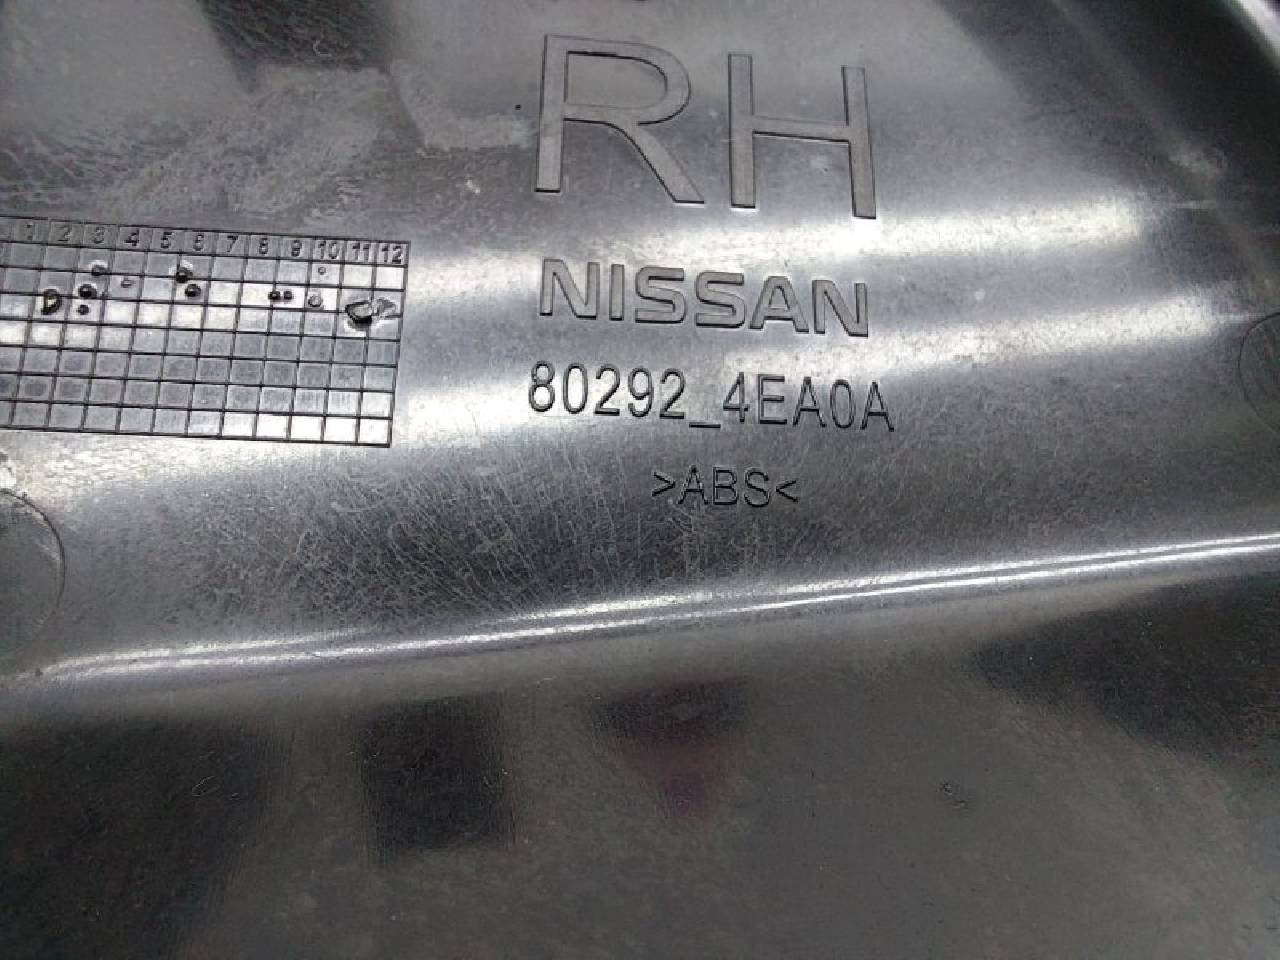 RH
1 2 3 4 5 6 7 8 9 10 11 12
NISSAN
80292_4EA0A
>ABS<